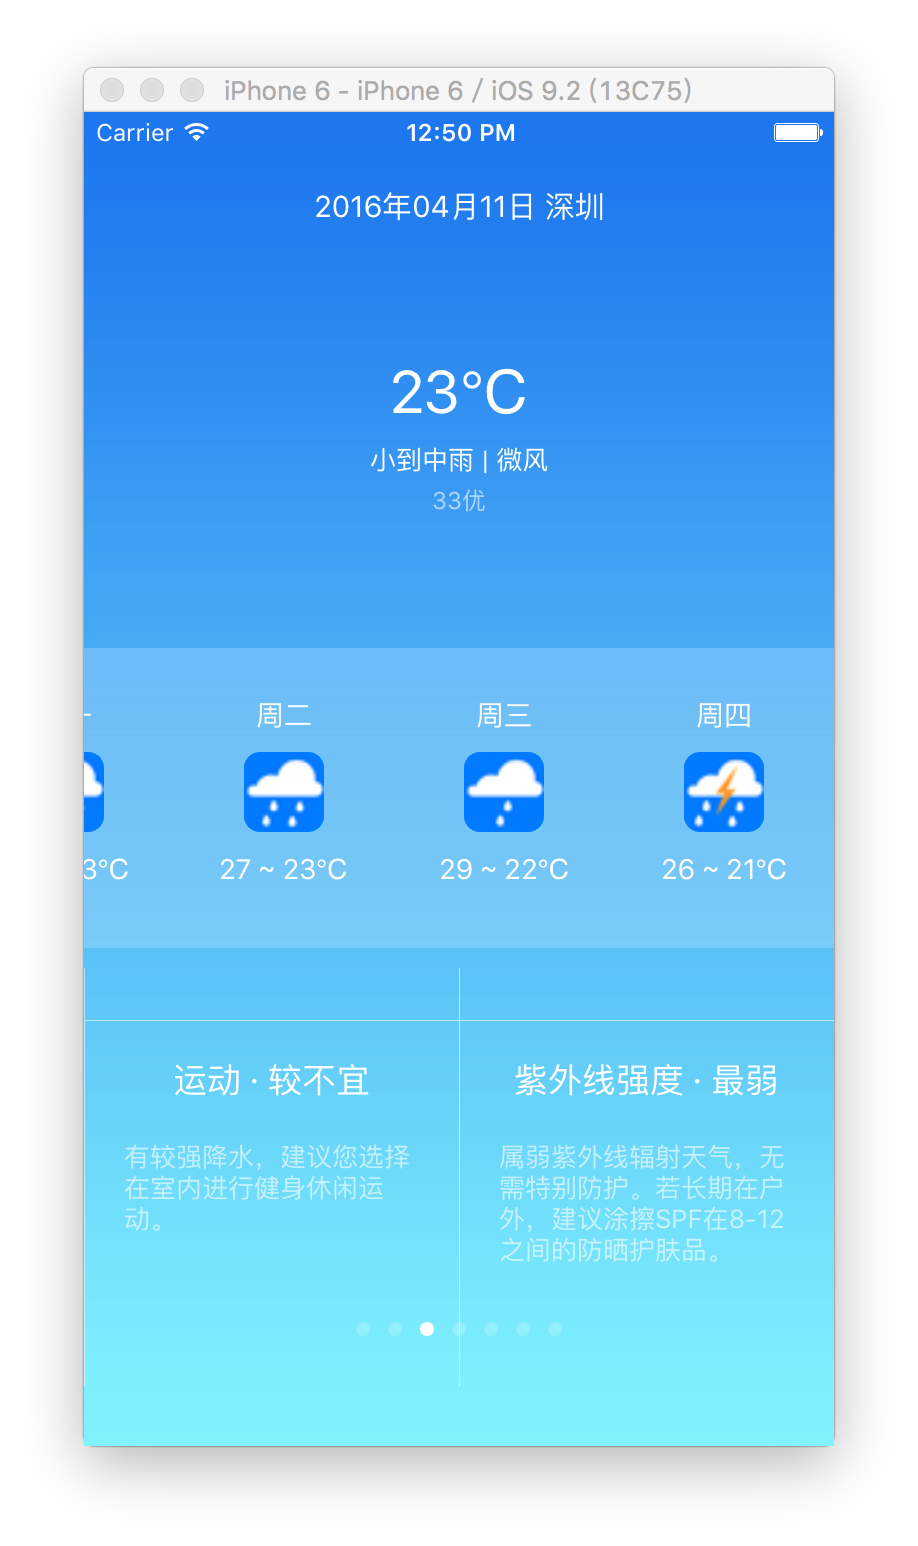 iPhone 6 - iPhone 6 / iOS 9.2 (13C75)
Carrier 12:50 PM
2016年04月11日 深圳
23°C
小到中雨 | 微风
33优
周二 周三 周四
3°C 27 ~ 23°C 29 ~ 22°C 26 ~ 21°C
运动 · 较不宜
有较强降水，建议您选择
在室内进行健身休闲运
动。
紫外线强度 · 最弱
属弱紫外线辐射天气，无
需特别防护。若长期在户
外，建议涂擦SPF在8-12
之间的防晒护肤品。